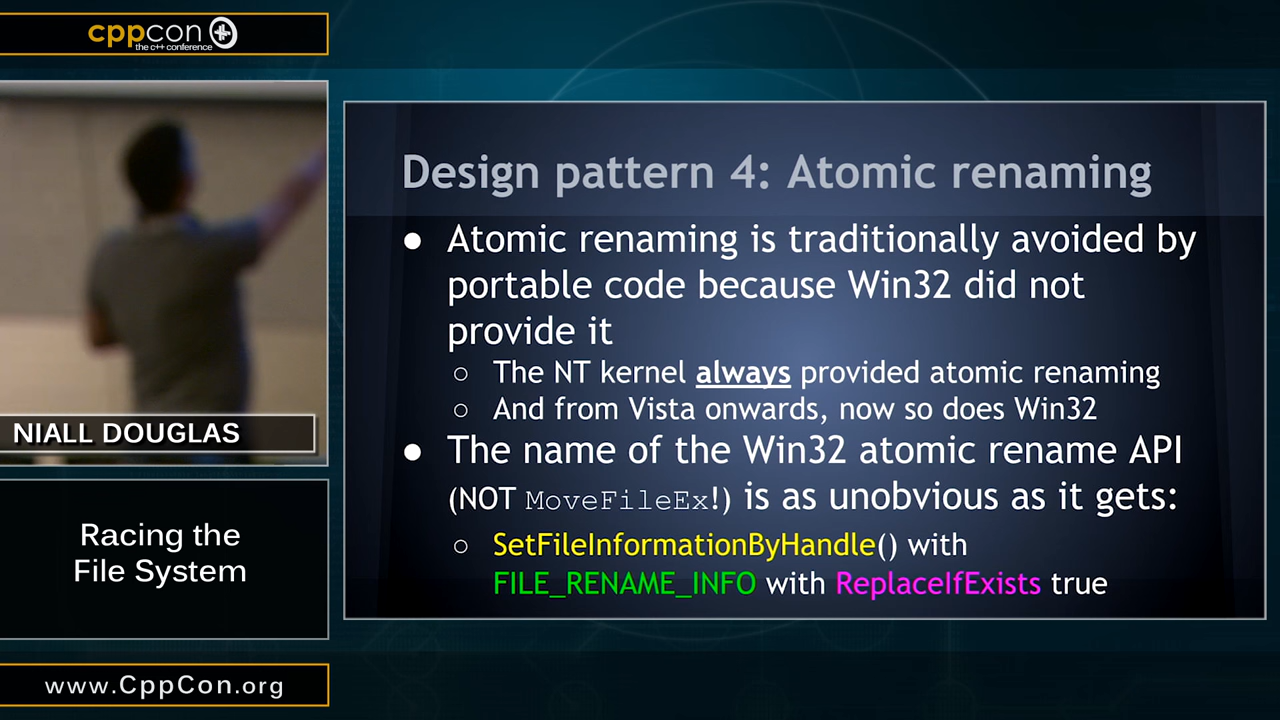 cppcon
the c++ conference
NIALL DOUGLAS
Racing the
File System
www.CppCon.org
Design pattern 4: Atomic renaming
● Atomic renaming is traditionally avoided by
portable code because Win32 did not
provide it
○ The NT kernel always provided atomic renaming
○ And from Vista onwards, now so does Win32
● The name of the Win32 atomic rename API
(NOT MoveFileEx!) is as unobvious as it gets:
○ SetFileInformationByHandle() with
FILE_RENAME_INFO with ReplaceIfExists true